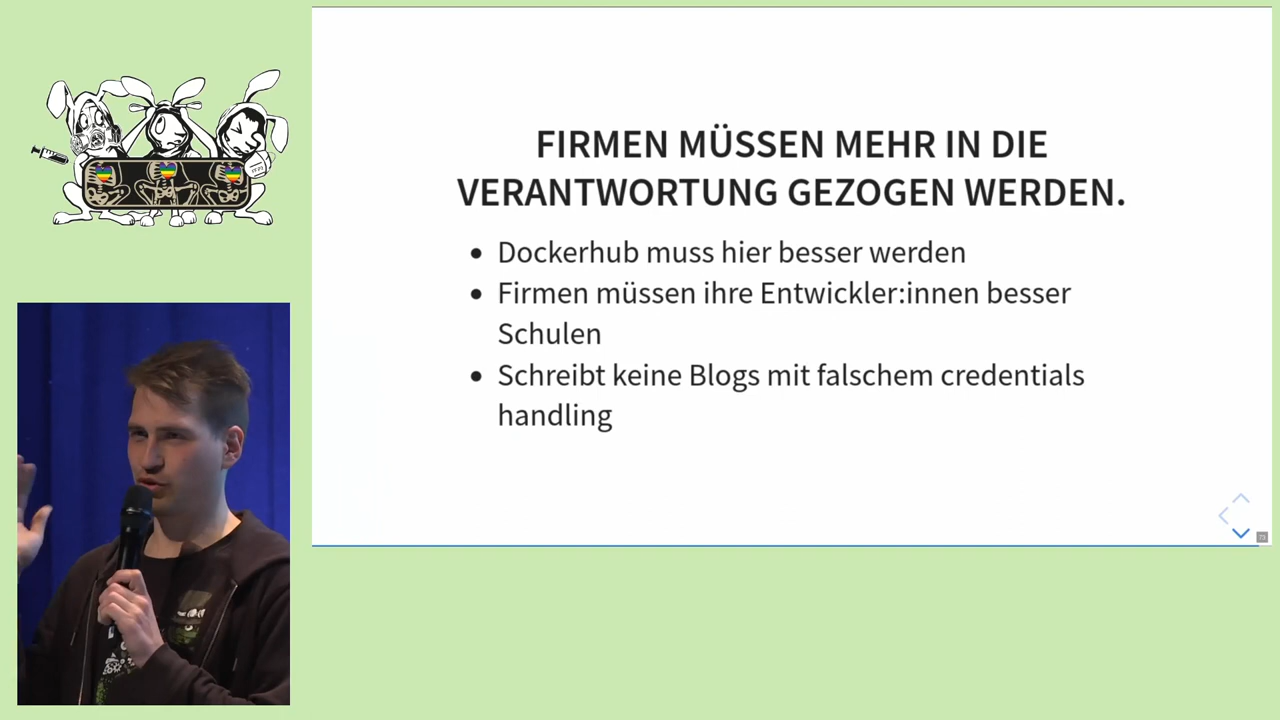 FIRMEN MÜSSEN MEHR IN DIE
VERANTWORTUNG GEZOGEN WERDEN.
Dockerhub muss hier besser werden
Firmen müssen ihre Entwickler:innen besser
Schulen
Schreibt keine Blogs mit falschem credentials
handling
73